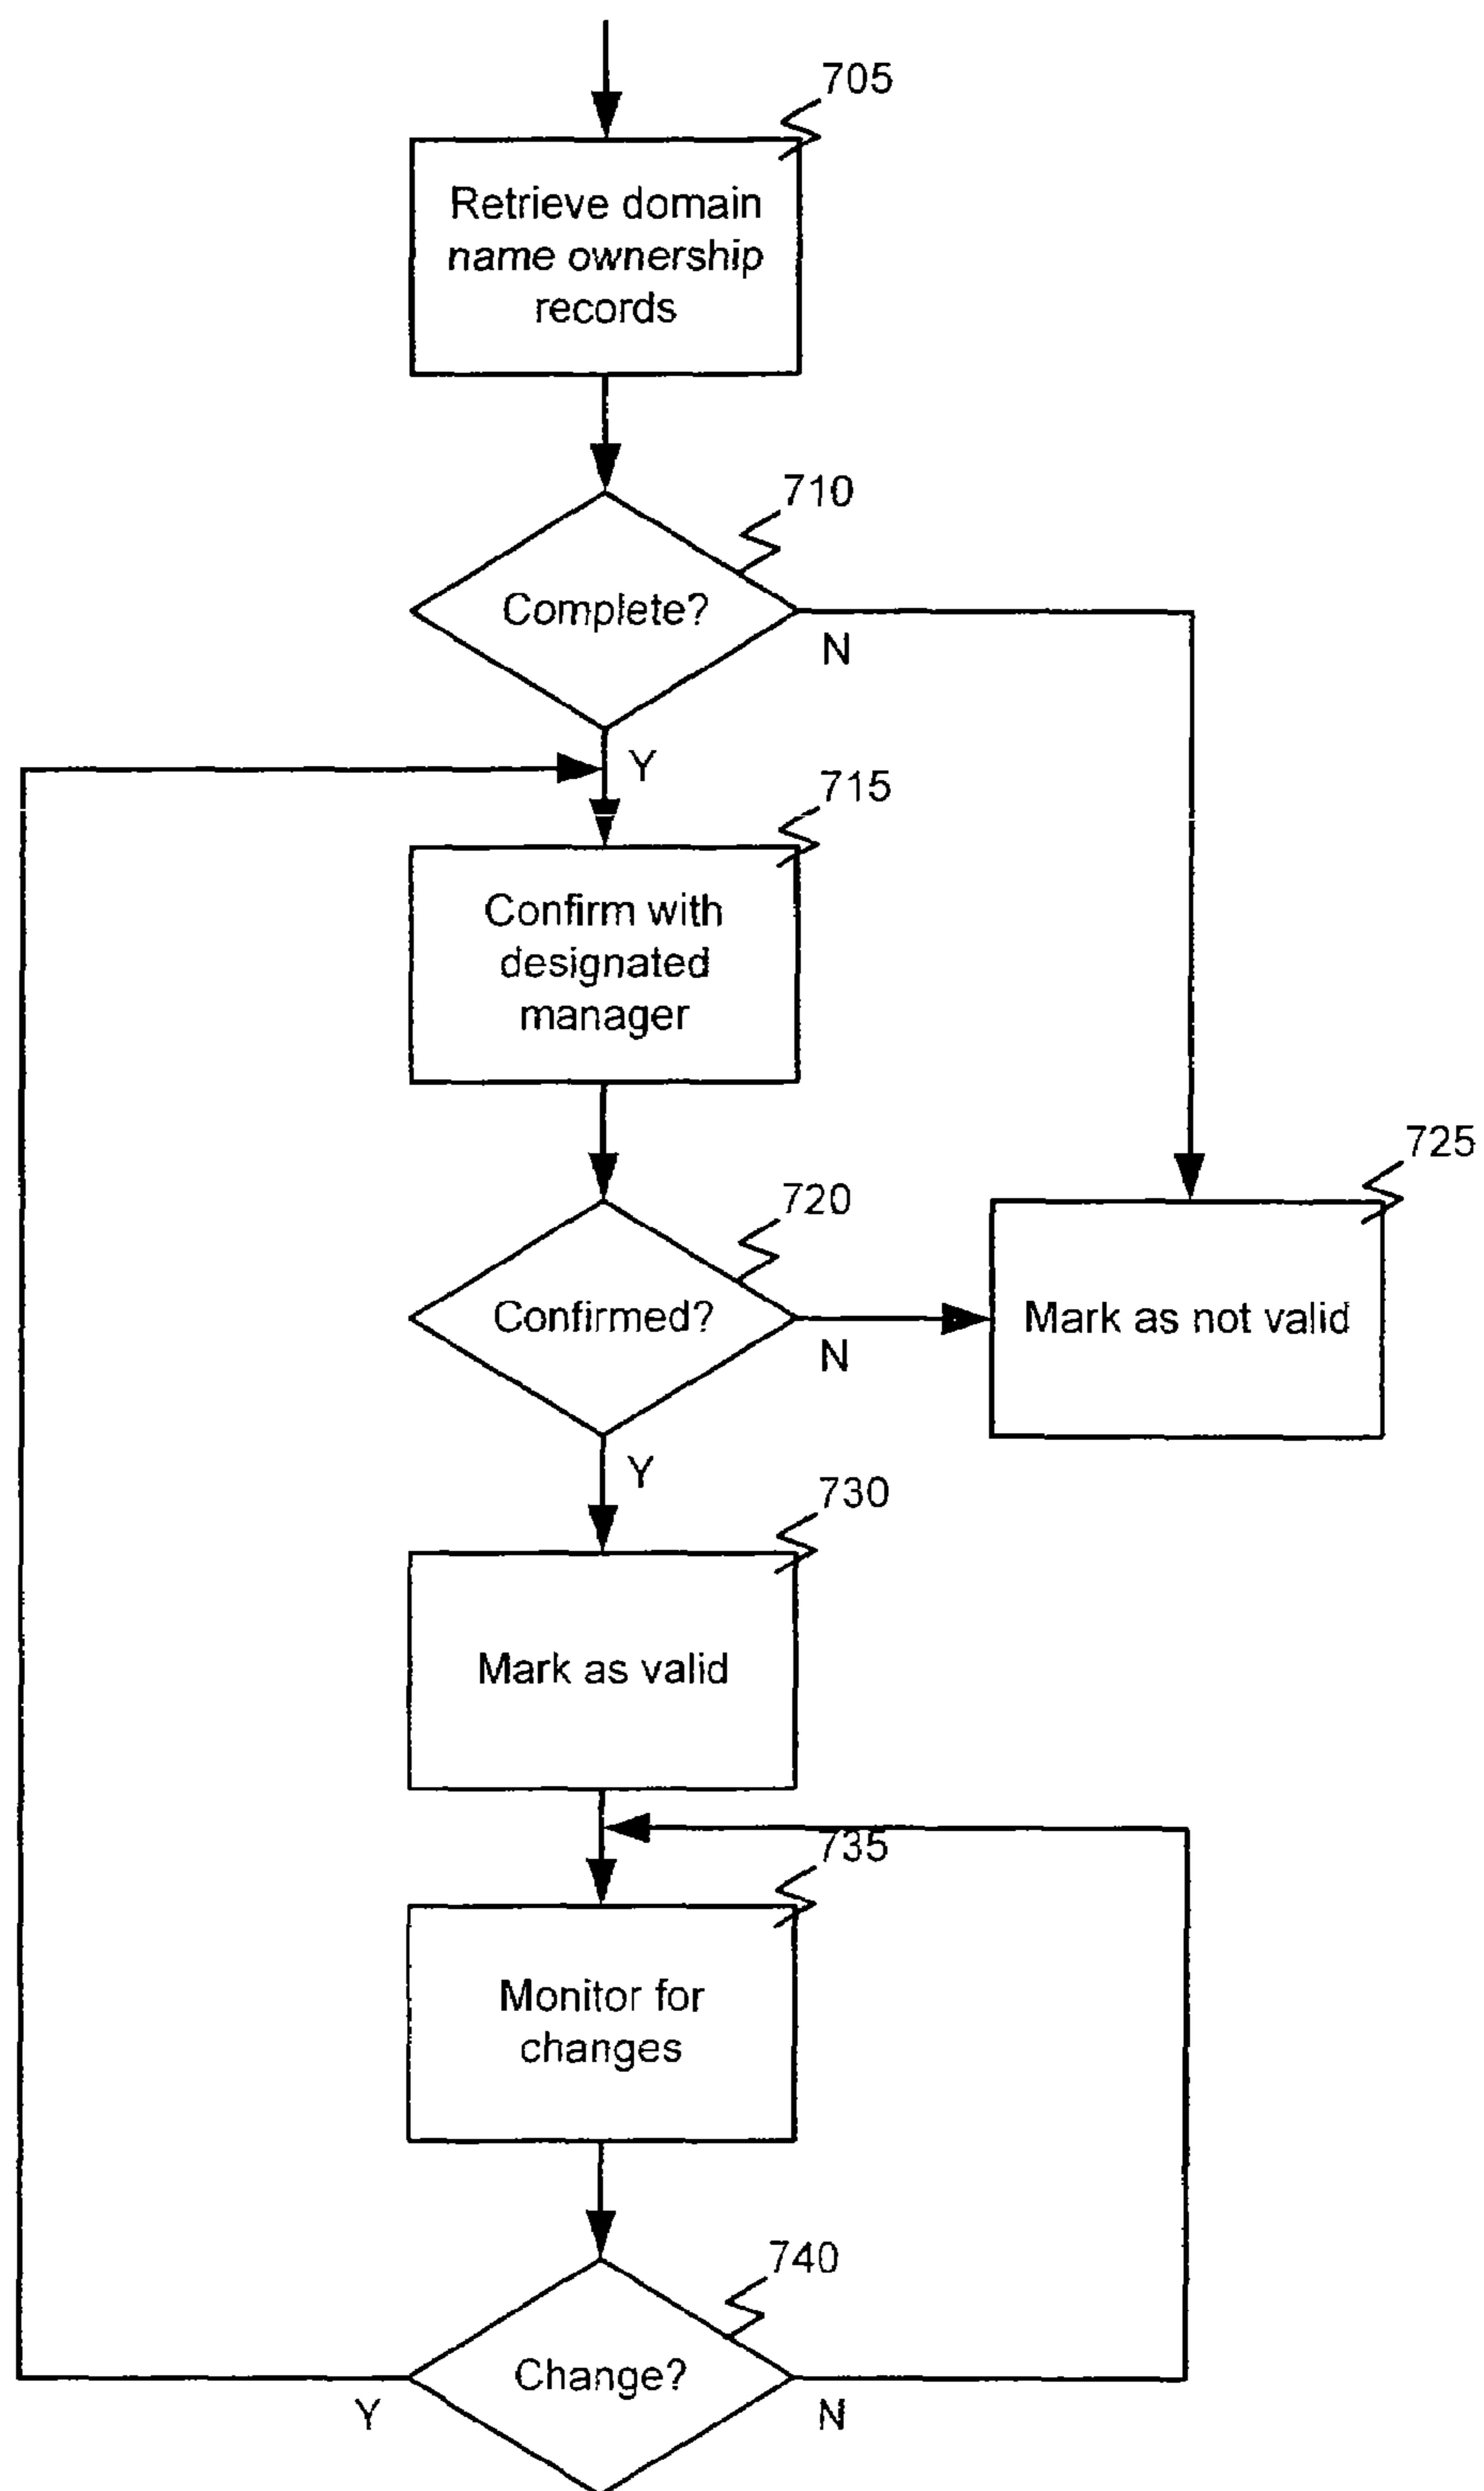 705
Retrieve domain
name ownership
records
710
Complete?
N
Y
715
Confirm with
designated
manager
720
Confirmed?
N
725
Mark as not valid
Y
730
Mark as valid
735
Monitor for
changes
740
Change?
Y
N